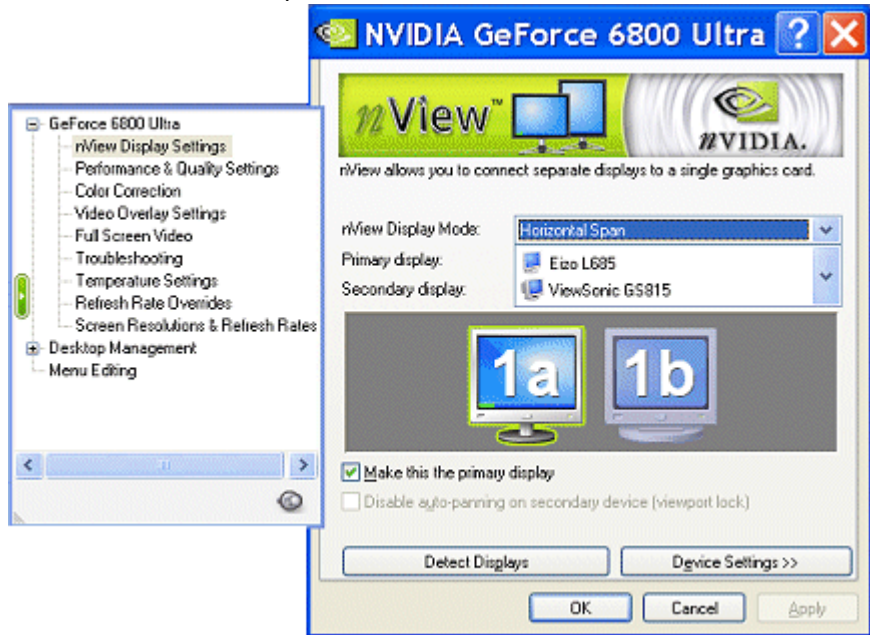 NVIDIA GeForce 6800 Ultra
nView™
NVIDIA.
nView allows you to connect separate displays to a single graphics card.
GeForce 6800 Ultra
nView Display Settings
Performance & Quality Settings
Color Correction
Video Overlay Settings
Full Screen Video
Troubleshooting
Temperature Settings
Refresh Rate Overrides
Screen Resolutions & Refresh Rates
Desktop Management
Menu Editing
nView Display Mode: Horizontal Span
Primary display: Eizo L685
Secondary display: ViewSonic GS815
1a 1b
Make this the primary display
Disable auto-panning on secondary device (viewport lock)
Detect Displays Device Settings >>
OK Cancel Apply